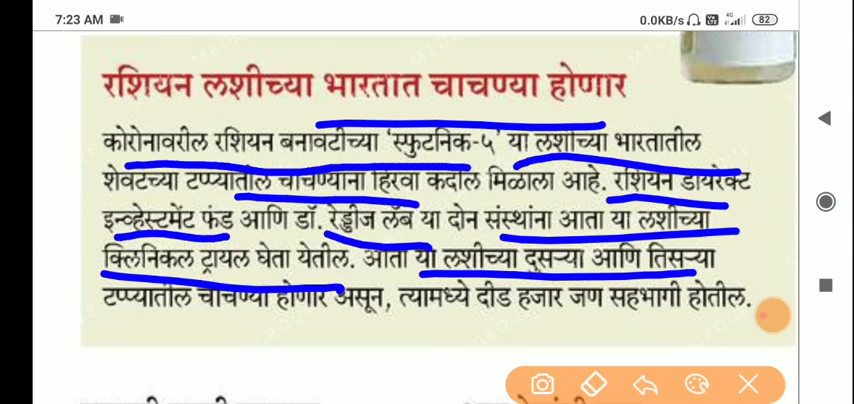 7:23 AM
0.0KB/s 4G 82
रशियन लशीच्या भारतात चाचण्या होणार
कोरोनावरील रशियन बनावटीच्या ‘स्फुटनिक-५’ या लशीच्या भारतातील
शेवटच्या टप्प्यातील चाचण्यांना हिरवा कंदील मिळाला आहे. रशियन डायरेक्ट
इन्व्हेस्टमेंट फंड आणि डॉ. रेड्डीज लॅब या दोन संस्थांना आता या लशीच्या
क्लिनिकल ट्रायल घेता येतील. आता या लशीच्या दुसऱ्या आणि तिसऱ्या
टप्प्यातील चाचण्या होणार असून, त्यामध्ये दीड हजार जण सहभागी होतील.